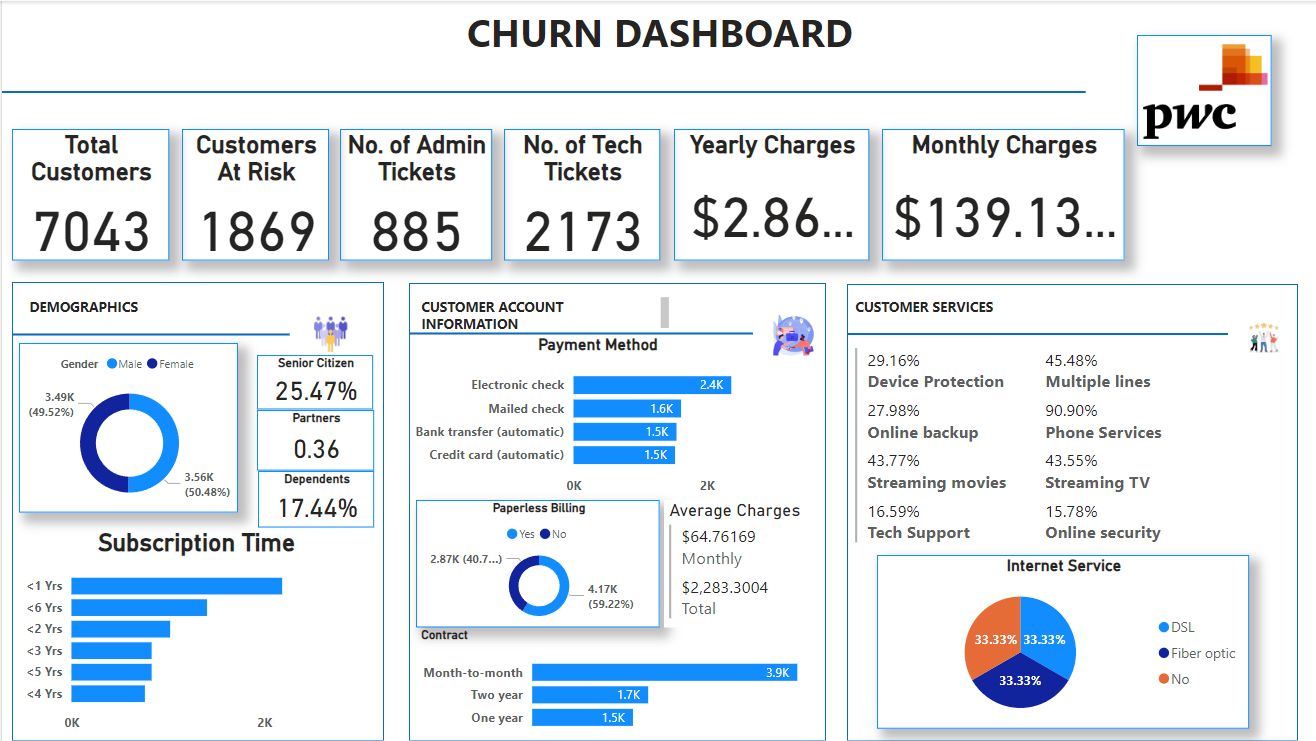 CHURN DASHBOARD
pwc
Total
Customers
7043
Customers
At Risk
1869
No. of Admin
Tickets
885
No. of Tech
Tickets
2173
Yearly Charges
$2.86...
Monthly Charges
$139.13...
DEMOGRAPHICS
Gender Male Female
3.49K
(49.52%)
3.56K
(50.48%)
Senior Citizen
25.47%
Partners
0.36
Dependents
17.44%
Subscription Time
<1 Yrs
<6 Yrs
<2 Yrs
<3 Yrs
<5 Yrs
<4 Yrs
0K 2K
CUSTOMER ACCOUNT
INFORMATION
Payment Method
Electronic check 2.4K
Mailed check 1.6K
Bank transfer (automatic) 1.5K
Credit card (automatic) 1.5K
0K 2K
Paperless Billing
Yes No
2.87K (40.7...)
4.17K
(59.22%)
Average Charges
$64.76169
Monthly
$2,283.3004
Total
Contract
Month-to-month 3.9K
Two year 1.7K
One year 1.5K
CUSTOMER SERVICES
29.16% 45.48%
Device Protection Multiple lines
27.98% 90.90%
Online backup Phone Services
43.77% 43.55%
Streaming movies Streaming TV
16.59% 15.78%
Tech Support Online security
Internet Service
33.33% 33.33%
33.33%
DSL
Fiber optic
No